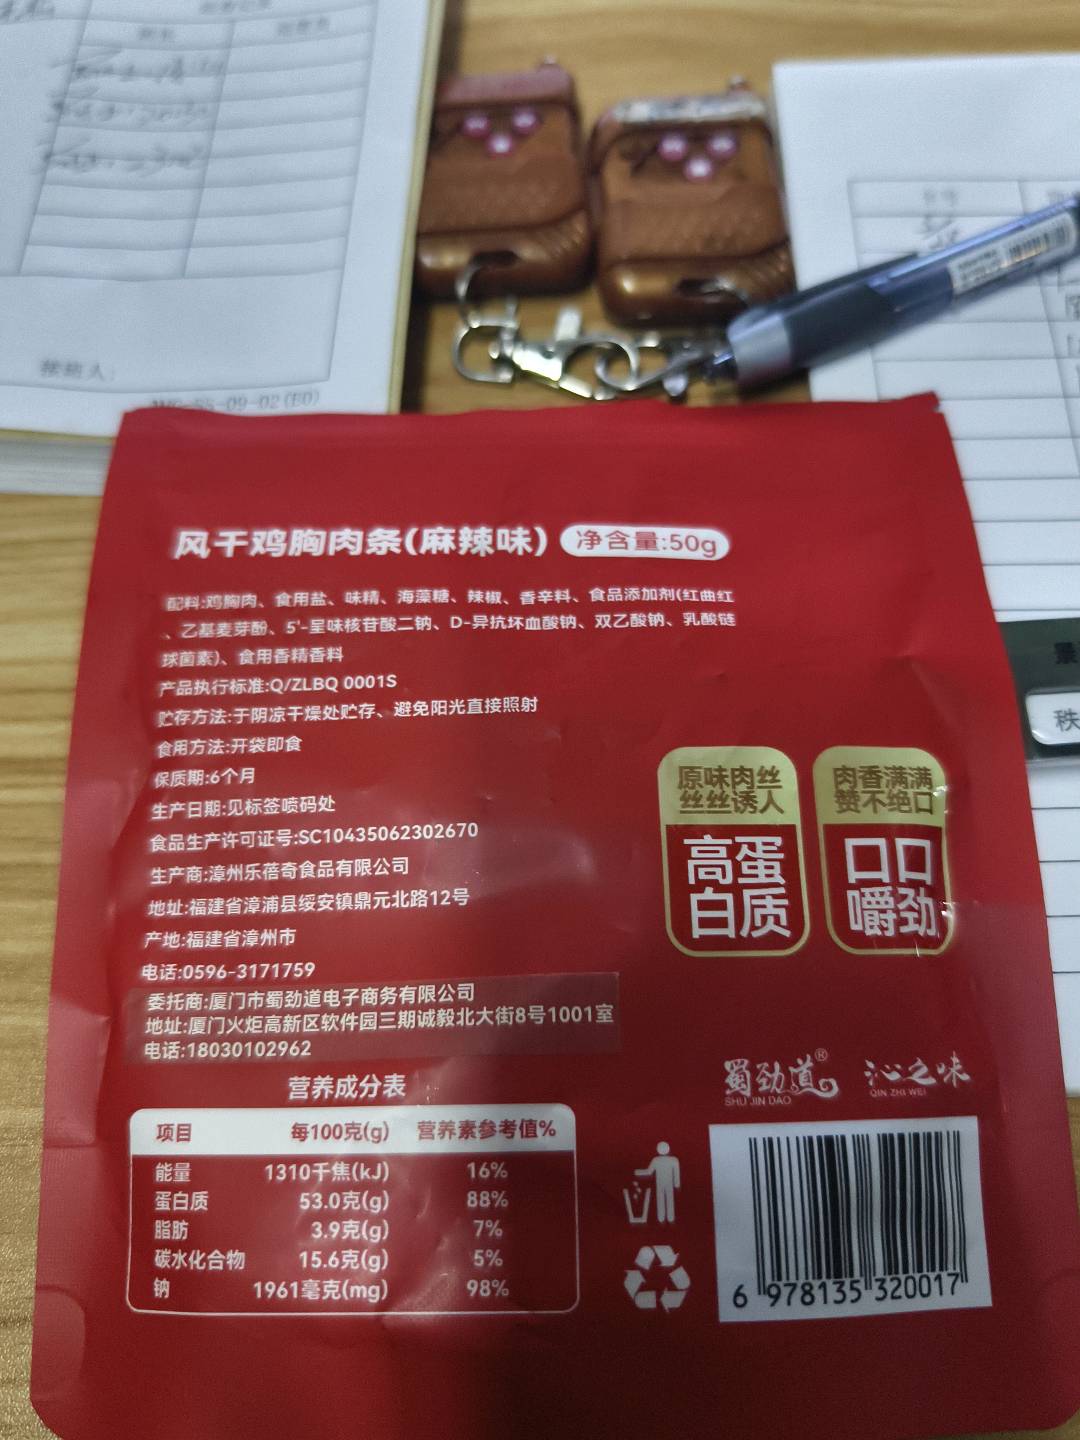 接班人:
-09-02(E0)
风干鸡胸肉条(麻辣味) 净含量:50g
配料:鸡胸肉、食用盐、味精、海藻糖、辣椒、香辛料、食品添加剂(红曲红
、乙基麦芽酚、5'-呈味核苷酸二钠、D-异抗坏血酸钠、双乙酸钠、乳酸链
球菌素)、食用香精香料
产品执行标准:Q/ZLBQ 0001S
贮存方法:于阴凉干燥处贮存、避免阳光直接照射
食用方法:开袋即食
保质期:6个月
生产日期:见标签喷码处
食品生产许可证号:SC10435062302670
生产商:漳州乐蓓奇食品有限公司
地址:福建省漳浦县绥安镇鼎元北路12号
产地:福建省漳州市
电话:0596-3171759
委托商:厦门市蜀劲道电子商务有限公司
地址:厦门火炬高新区软件园三期诚毅北大街8号1001室
电话:18030102962
原味肉丝
丝丝诱人
高蛋
白质
肉香满满
赞不绝口
口口
嚼劲
蜀劲道®
SHU JIN DAO
沁之味
QIN ZHI WEI
营养成分表
项目 每100克(g) 营养素参考值%
能量 1310千焦(kJ) 16%
蛋白质 53.0克(g) 88%
脂肪 3.9克(g) 7%
碳水化合物 15.6克(g) 5%
钠 1961毫克(mg) 98%
6 978135 320017
秩